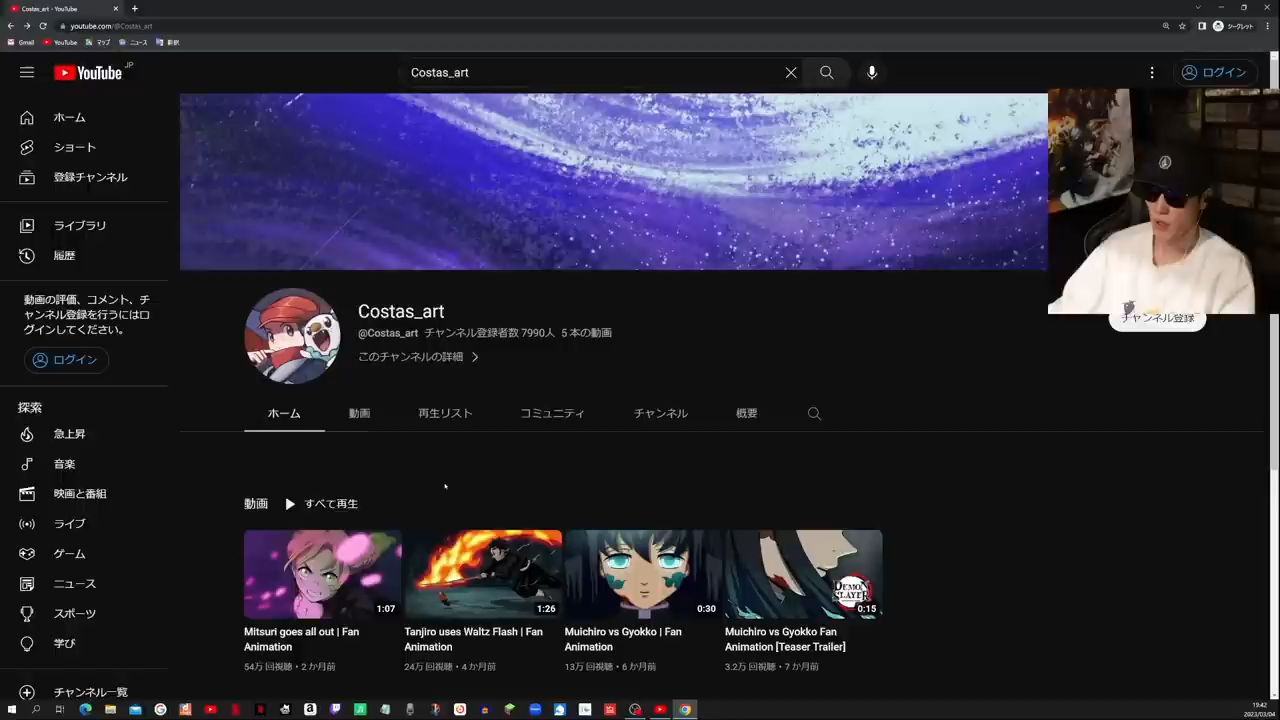 Costas_art - YouTube
youtube.com/@Costas_art
シークレット
Gmail
YouTube
マップ
ニュース
翻訳
YouTube JP
Costas_art
ログイン
ホーム
ショート
登録チャンネル
ライブラリ
履歴
動画の評価、コメント、チ
ャンネル登録を行うにはロ
グインしてください。
ログイン
探索
急上昇
音楽
映画と番組
ライブ
ゲーム
ニュース
スポーツ
学び
チャンネル一覧
Costas_art
@Costas_art チャンネル登録者数 7990人 5 本の動画
このチャンネルの詳細
チャンネル登録
ホーム
動画
再生リスト
コミュニティ
チャンネル
概要
動画
すべて再生
1:07
1:26
0:30
DEMON
SLAYER
0:15
Mitsuri goes all out | Fan
Animation
54万 回視聴・2 か月前
Tanjiro uses Waltz Flash | Fan
Animation
24万 回視聴・4 か月前
Muichiro vs Gyokko | Fan
Animation
13万 回視聴・6 か月前
Muichiro vs Gyokko Fan
Animation [Teaser Trailer]
3.2万 回視聴・7 か月前
19:42
2023/03/04